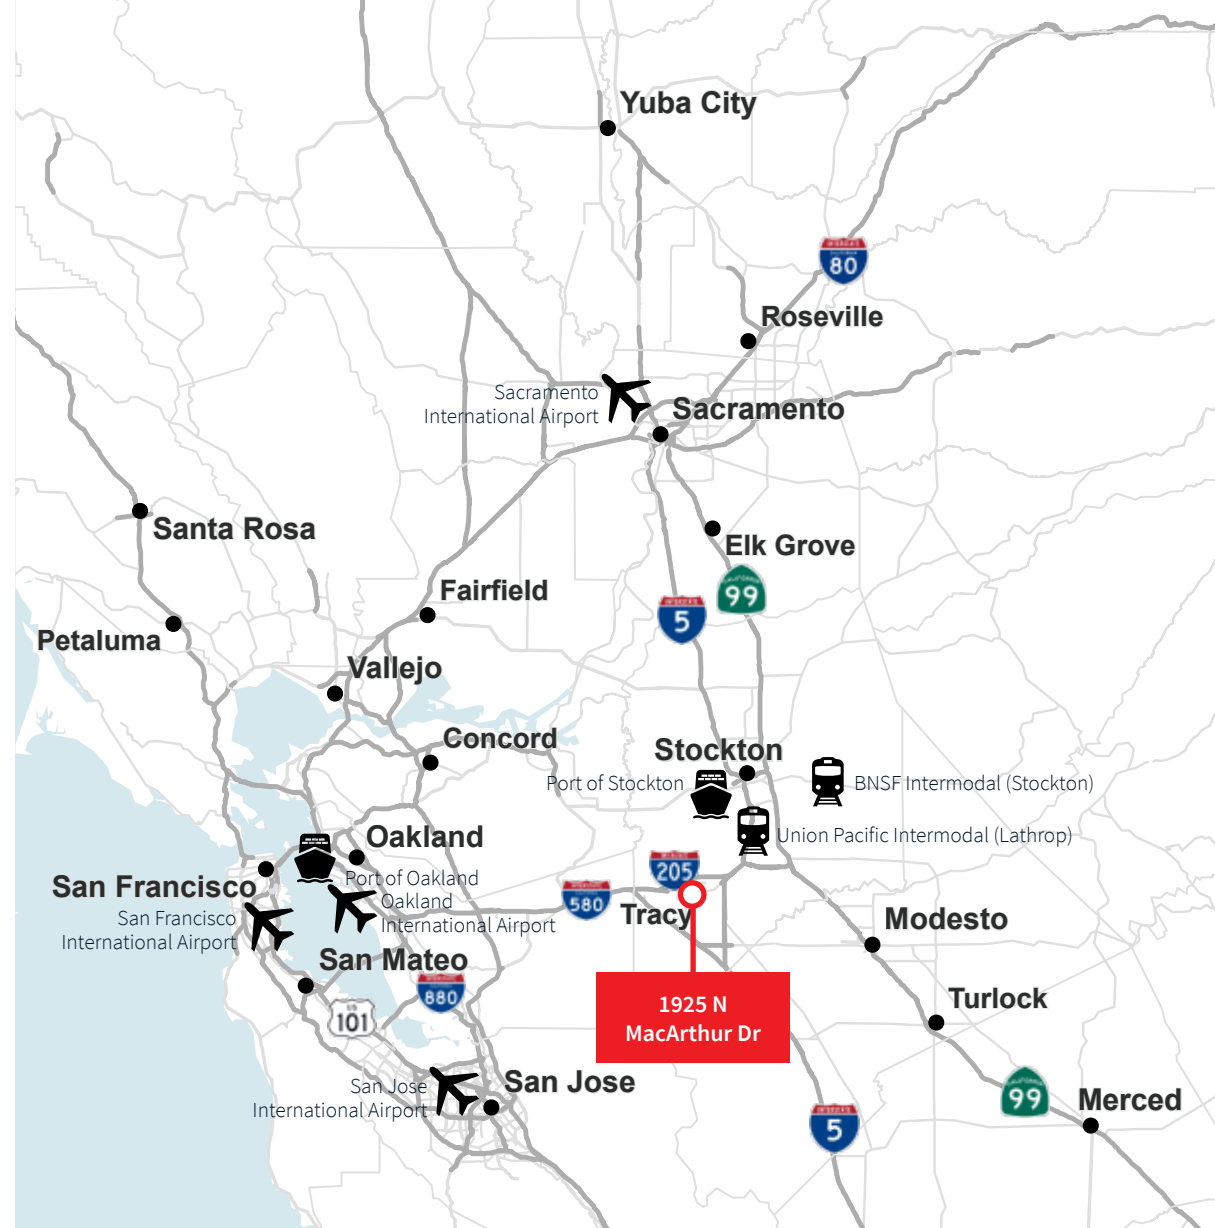 Yuba City
80
Roseville
Sacramento
International Airport
Sacramento
Santa Rosa
Elk Grove
Fairfield
CALIFORNIA
99
5
Petaluma
Vallejo
Concord
Stockton
Port of Stockton
BNSF Intermodal (Stockton)
Union Pacific Intermodal (Lathrop)
Oakland
205
Port of Oakland
San Francisco
580
Oakland
International Airport
Tracy
San Francisco
International Airport
Modesto
San Mateo
880
US
101
1925 N
MacArthur Dr
Turlock
San Jose
San Jose
International Airport
CALIFORNIA
99
Merced
5